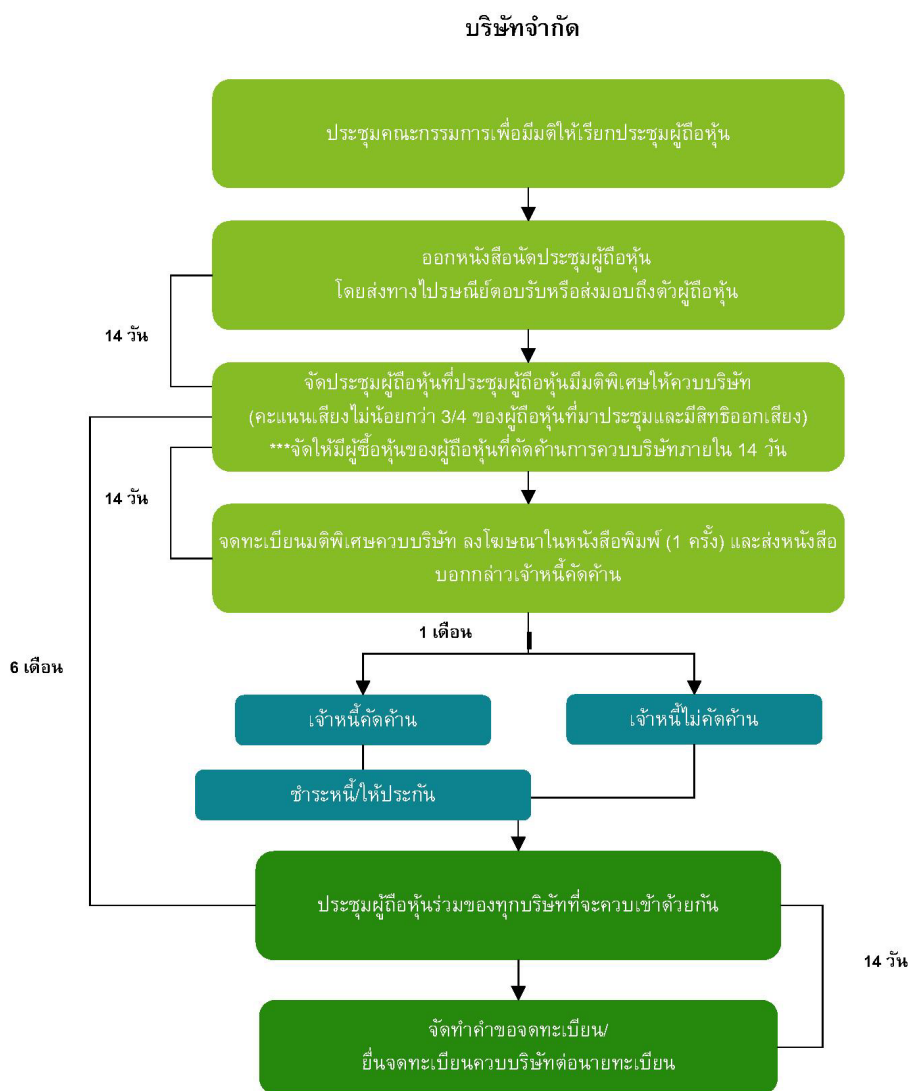 บริษัทจำกัด
ประชุมคณะกรรมการเพื่อมีมติให้เรียกประชุมผู้ถือหุ้น
ออกหนังสือนัดประชุมผู้ถือหุ้น
โดยส่งทางไปรษณีย์ตอบรับหรือส่งมอบถึงตัวผู้ถือหุ้น
14 วัน
จัดประชุมผู้ถือหุ้นที่ประชุมผู้ถือหุ้นมีมติพิเศษให้ควบบริษัท
(คะแนนเสียงไม่น้อยกว่า 3/4 ของผู้ถือหุ้นที่มาประชุมและมีสิทธิออกเสียง)
***จัดให้มีผู้ซื้อหุ้นของผู้ถือหุ้นที่คัดค้านการควบบริษัทภายใน 14 วัน
14 วัน
จดทะเบียนมติพิเศษควบบริษัท ลงโฆษณาในหนังสือพิมพ์ (1 ครั้ง) และส่งหนังสือ
บอกกล่าวเจ้าหนี้คัดค้าน
1 เดือน
6 เดือน
เจ้าหนี้คัดค้าน
เจ้าหนี้ไม่คัดค้าน
ชำระหนี้/ให้ประกัน
ประชุมผู้ถือหุ้นร่วมของทุกบริษัทที่จะควบเข้าด้วยกัน
14 วัน
จัดทำคำขอจดทะเบียน/
ยื่นจดทะเบียนควบบริษัทต่อนายทะเบียน